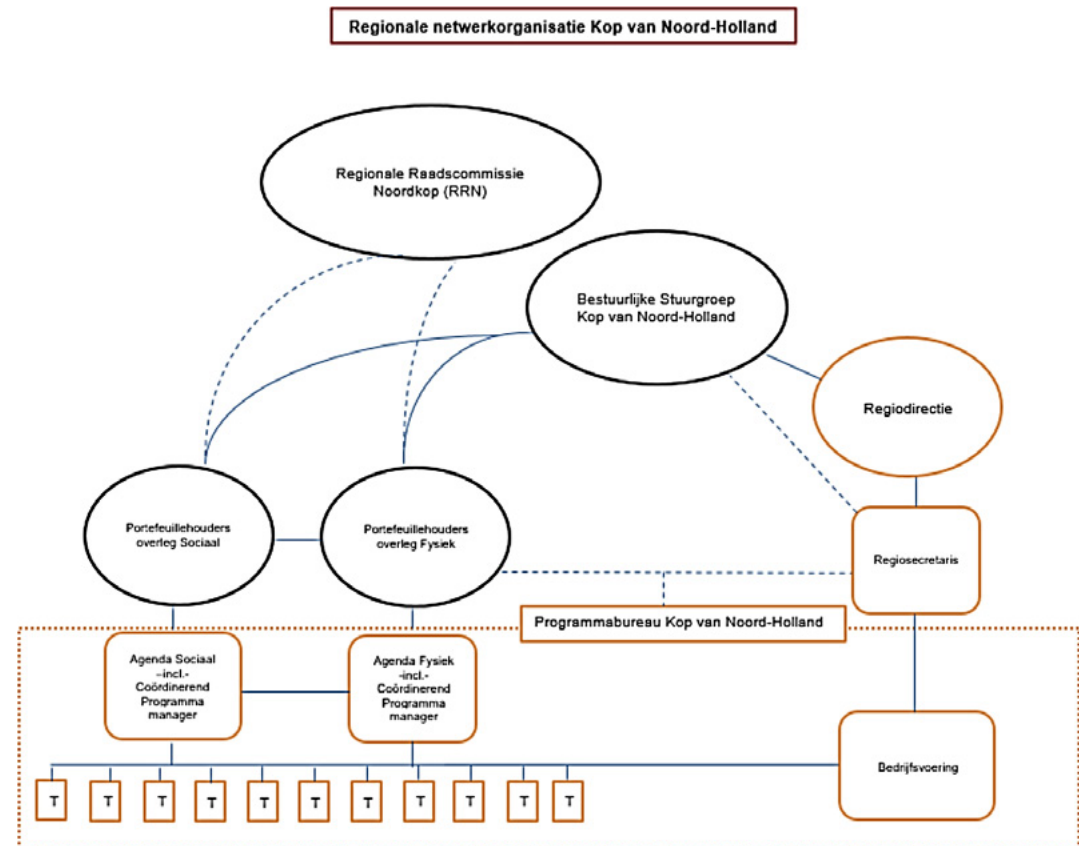 Regionale netwerkorganisatie Kop van Noord-Holland
Regionale Raadscommissie
Noordkop (RRN)
Bestuurlijke Stuurgroep
Kop van Noord-Holland
Regiodirectie
Portefeuillehouders
overleg Sociaal
Portefeuillehouders
overleg Fysiek
Regiosecretaris
Programmabureau Kop van Noord-Holland
Agenda Sociaal
–incl.-
Coördinerend
Programma
manager
Agenda Fysiek
-incl.-
Coördinerend
Programma
manager
Bedrijfsvoering
T T T T T T T T T T T